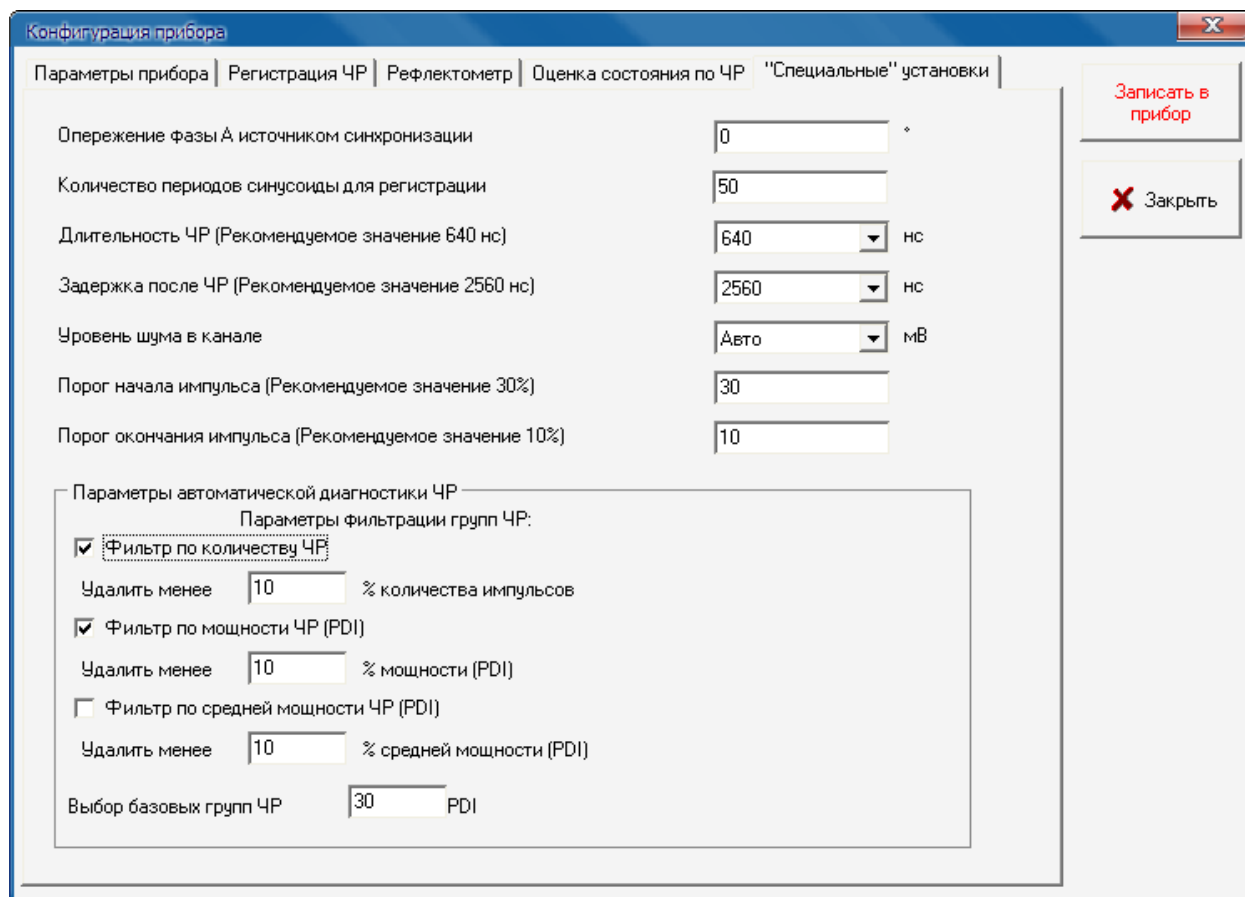 Конфигурация прибора
Параметры прибора Регистрация ЧР Рефлектометр Оценка состояния по ЧР "Специальные" установки
Записать в прибор
Закрыть
Опережение фазы А источником синхронизации 0 °
Количество периодов синусоиды для регистрации 50
Длительность ЧР (Рекомендуемое значение 640 нс) 640 нс
Задержка после ЧР (Рекомендуемое значение 2560 нс) 2560 нс
Уровень шума в канале Авто мВ
Порог начала импульса (Рекомендуемое значение 30%) 30
Порог окончания импульса (Рекомендуемое значение 10%) 10
Параметры автоматической диагностики ЧР
Параметры фильтрации групп ЧР:
Фильтр по количеству ЧР
Удалить менее 10 % количества импульсов
Фильтр по мощности ЧР (PDI)
Удалить менее 10 % мощности (PDI)
Фильтр по средней мощности ЧР (PDI)
Удалить менее 10 % средней мощности (PDI)
Выбор базовых групп ЧР 30 PDI